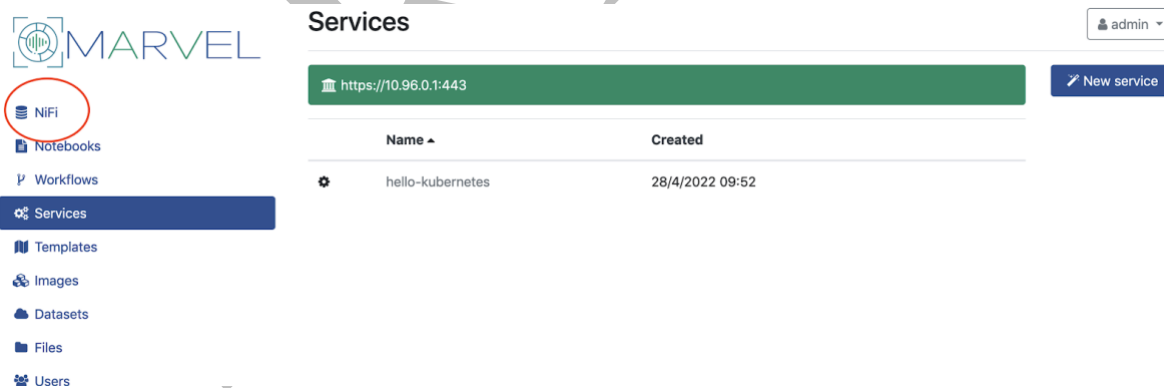 MARVEL
NiFi
Notebooks
Workflows
Services
Templates
Images
Datasets
Files
Users
Services
admin
https://10.96.0.1:443
New service
Name Created
hello-kubernetes 28/4/2022 09:52